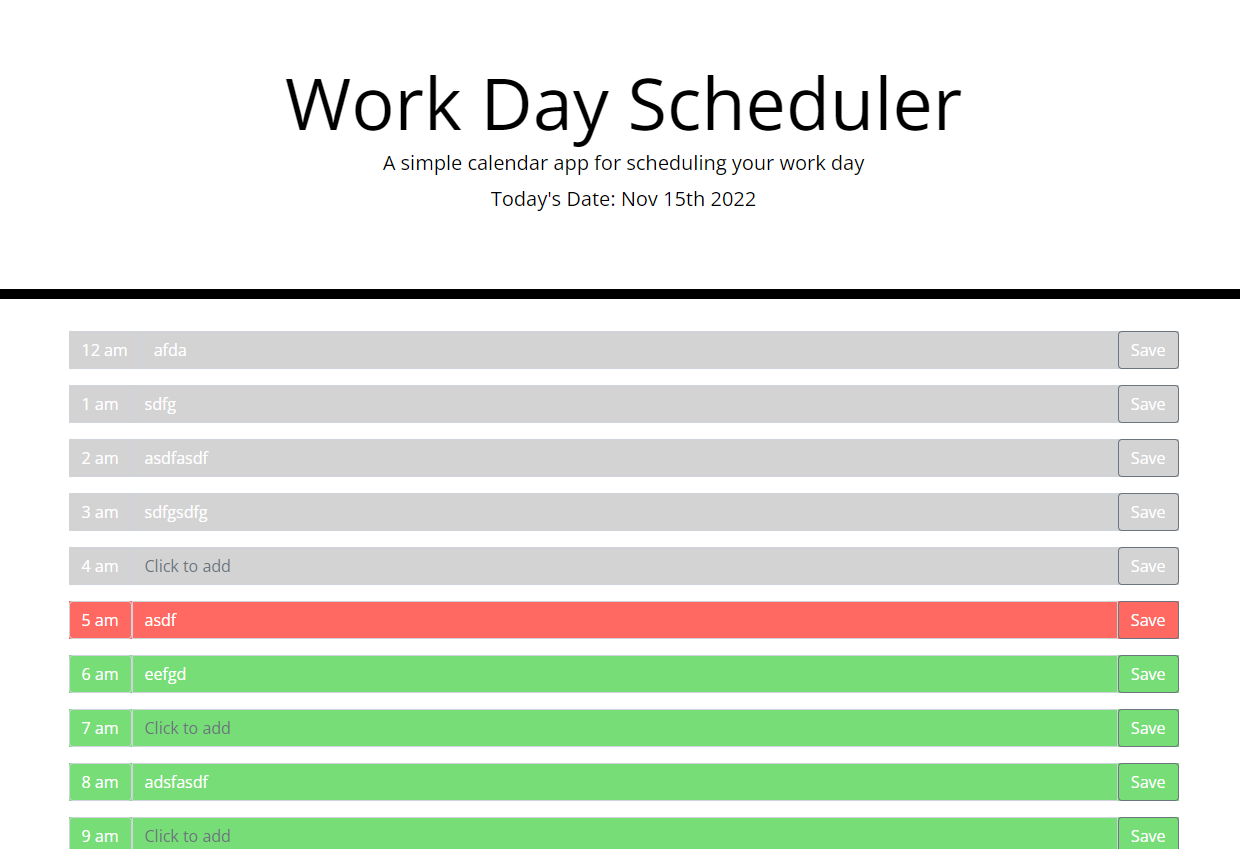 Work Day Scheduler
A simple calendar app for scheduling your work day
Today's Date: Nov 15th 2022
12 am afda Save
1 am sdfg Save
2 am asdfasdf Save
3 am sdfgsdfg Save
4 am Click to add Save
5 am asdf Save
6 am eefgd Save
7 am Click to add Save
8 am adsfasdf Save
9 am Click to add Save